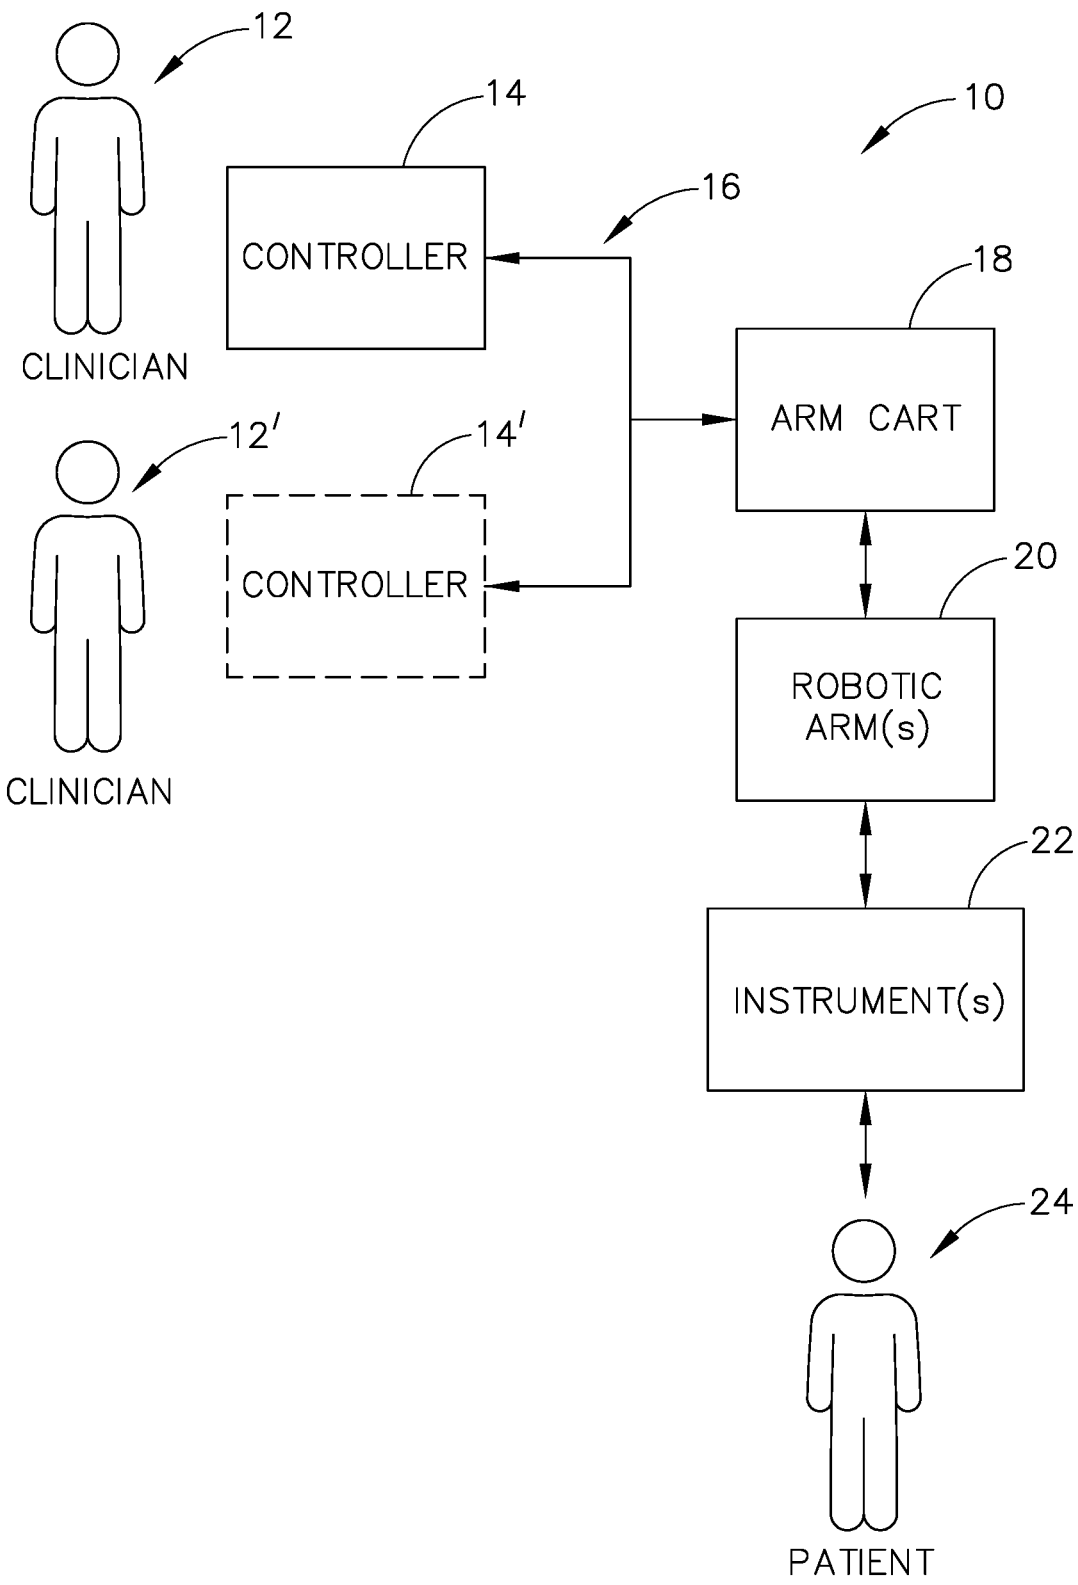 12
14
10
16
CONTROLLER
18
CLINICIAN
ARM CART
12'
14'
CONTROLLER
20
ROBOTIC
ARM(s)
CLINICIAN
22
INSTRUMENT(s)
24
PATIENT